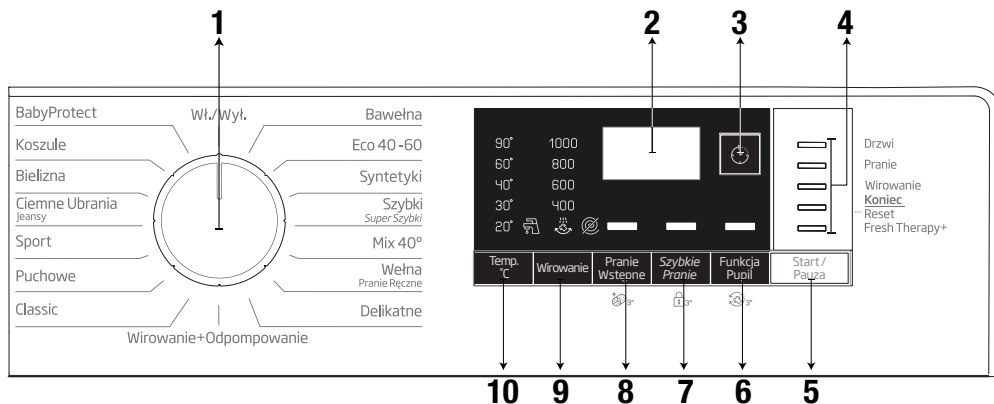 1
2
3
4
BabyProtect
Koszule
Bielizna
Ciemne Ubrania
Jeansy
Sport
Puchowe
Classic
Wł./Wył.
Bawełna
Eco 40 -60
Syntetyki
Szybki
Super Szybki
Mix 40°
Wełna
Pranie Ręczne
Delikatne
Wirowanie+Odpompowanie
90° 1000
60° 800
40° 600
30° 400
20°
Temp.
°C
Wirowanie
Pranie
Wstępne
Szybkie
Pranie
Funkcja
Pupil
Start /
Pauza
3"
3"
3"
Drzwi
Pranie
Wirowanie
Koniec
Reset
Fresh Therapy+
10
9
8
7
6
5